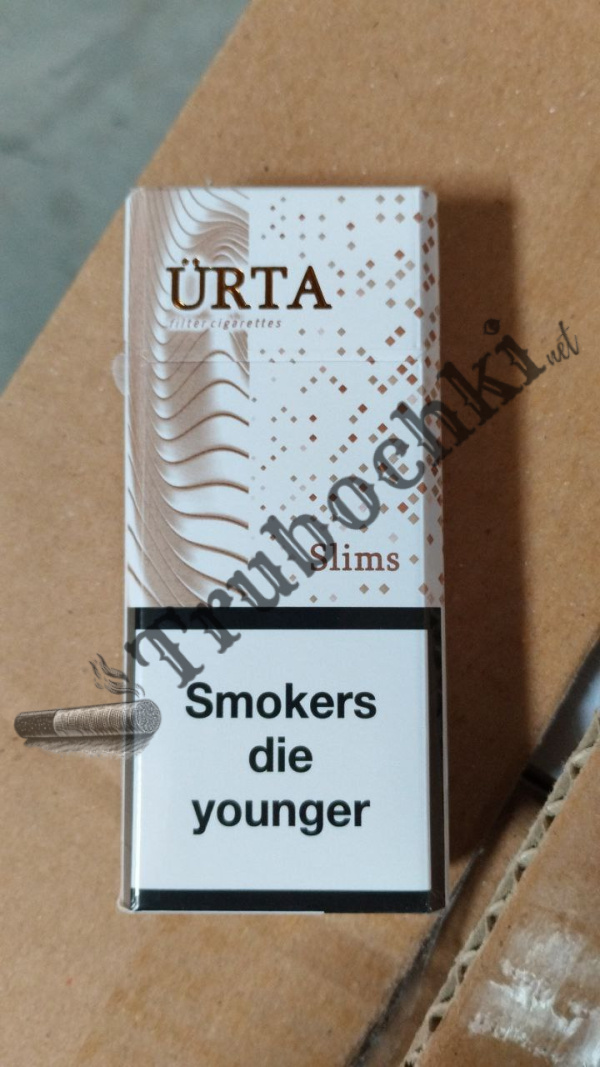 ÜRTA
filter cigarettes
Slims
Trubochki.net
Smokers
die
younger